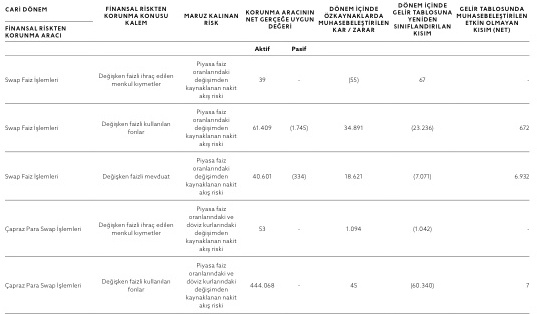 CARİ DÖNEM
FİNANSAL RİSKTEN KORUNMA ARACI
FİNANSAL RİSKTEN KORUNMA KONUSU KALEM
MARUZ KALINAN RİSK
KORUNMA ARACININ NET GERÇEĞE UYGUN DEĞERİ
DÖNEM İÇİNDE ÖZKAYNAKLARDA MUHASEBELEŞTİRİLEN KAR / ZARAR
DÖNEM İÇİNDE GELİR TABLOSUNA YENİDEN SINIFLANDIRILAN KISIM
GELİR TABLOSUNDA MUHASEBELEŞTİRİLEN ETKİN OLMAYAN KISIM (NET)
Aktif Pasif
Swap Faiz İşlemleri Değişken faizli ihraç edilen menkul kıymetler Piyasa faiz oranlarındaki değişimden kaynaklanan nakit akış riski 39 - (55) 67 -
Swap Faiz İşlemleri Değişken faizli kullanılan fonlar Piyasa faiz oranlarındaki değişimden kaynaklanan nakit akış riski 61.409 (1.745) 34.891 (23.236) 672
Swap Faiz İşlemleri Değişken faizli mevduat Piyasa faiz oranlarındaki değişimden kaynaklanan nakit akış riski 40.601 (334) 18.621 (7.071) 6.932
Çapraz Para Swap İşlemleri Değişken faizli ihraç edilen menkul kıymetler Piyasa faiz oranlarındaki ve döviz kurlarındaki değişimden kaynaklanan nakit akış riski 53 - 1.094 (1.042) -
Çapraz Para Swap İşlemleri Değişken faizli kullanılan fonlar Piyasa faiz oranlarındaki ve döviz kurlarındaki değişimden kaynaklanan nakit akış riski 444.068 - 45 (60.340) 7